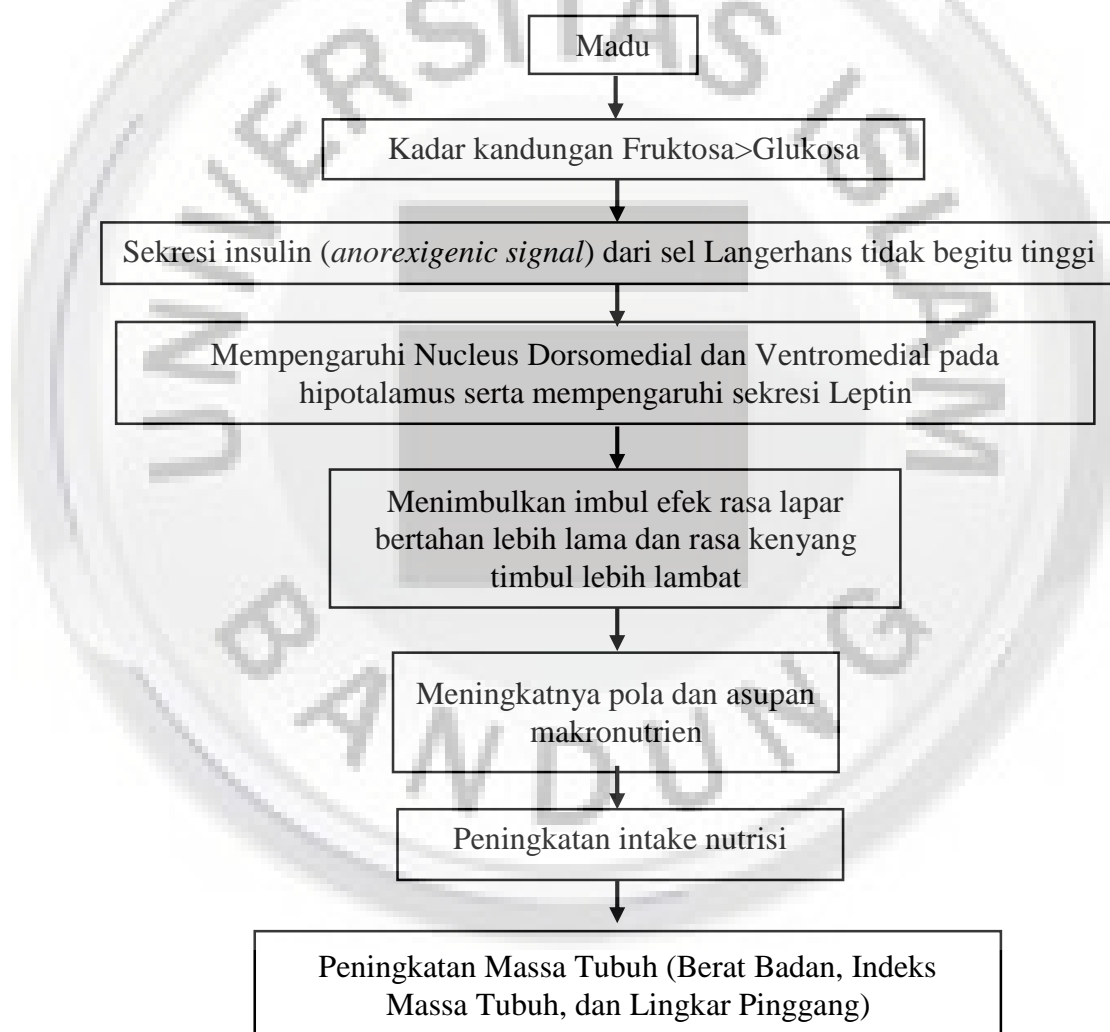 UNIVERSITAS ISLAM
Madu
Kadar kandungan Fruktosa>Glukosa
Sekresi insulin (anorexigenic signal) dari sel Langerhans tidak begitu tinggi
Mempengaruhi Nucleus Dorsomedial dan Ventromedial pada
hipotalamus serta mempengaruhi sekresi Leptin
Menimbulkan imbul efek rasa lapar
bertahan lebih lama dan rasa kenyang
timbul lebih lambat
Meningkatnya pola dan asupan
makronutrien
Peningkatan intake nutrisi
Peningkatan Massa Tubuh (Berat Badan, Indeks
Massa Tubuh, dan Lingkar Pinggang)
BANDUNG